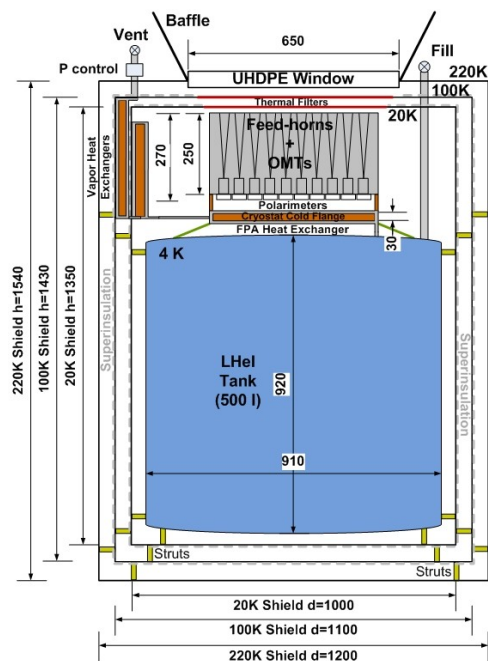 Baffle
Vent
650
Fill
P control
UHDPE Window
220K
100K
Thermal Filters
20K
Feed-horns
+
OMTs
Vapor Heat
Exchangers
270
250
Polarimeters
Cryostat Cold Flange
FPA Heat Exchanger
30
4 K
220K Shield h=1540
100K Shield h=1430
20K Shield h=1350
Superinsulation
LHel
Tank
(500 l)
920
Superinsulation
910
Struts
Struts
20K Shield d=1000
100K Shield d=1100
220K Shield d=1200